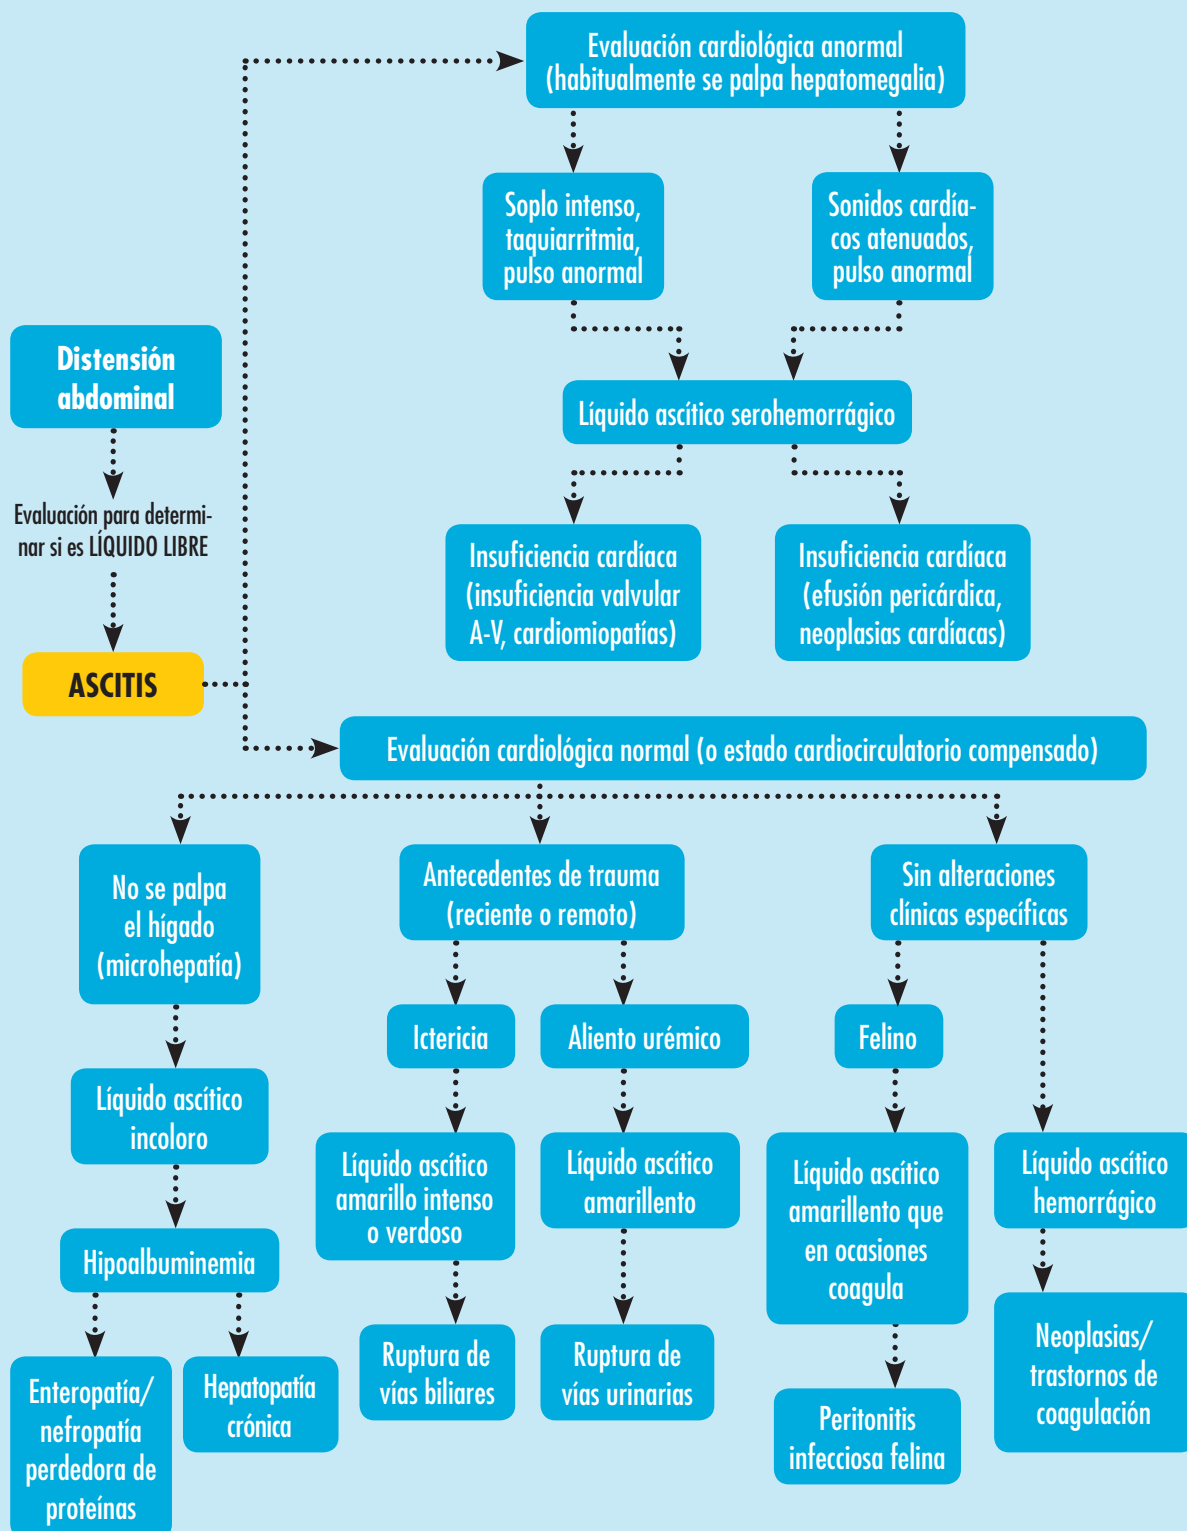 Evaluación cardiológica anormal
(habitualmente se palpa hepatomegalia)
Soplo intenso,
taquiarritmia,
pulso anormal
Sonidos cardía-
cos atenuados,
pulso anormal
Distensión
abdominal
Líquido ascítico serohemorrágico
Evaluación para determi-
nar si es LÍQUIDO LIBRE
Insuficiencia cardíaca
(insuficiencia valvular
A-V, cardiomiopatías)
Insuficiencia cardíaca
(efusión pericárdica,
neoplasias cardíacas)
ASCITIS
Evaluación cardiológica normal (o estado cardiocirculatorio compensado)
No se palpa
el hígado
(microhepatía)
Antecedentes de trauma
(reciente o remoto)
Sin alteraciones
clínicas específicas
Ictericia
Aliento urémico
Felino
Líquido ascítico
incoloro
Líquido ascítico
amarillo intenso
o verdoso
Líquido ascítico
amarillento
Líquido ascítico
amarillento que
en ocasiones
coagula
Líquido ascítico
hemorrágico
Hipoalbuminemia
Enteropatía/
nefropatía
perdedora de
proteínas
Hepatopatía
crónica
Ruptura de
vías biliares
Ruptura de
vías urinarias
Peritonitis
infecciosa felina
Neoplasias/
trastornos de
coagulación